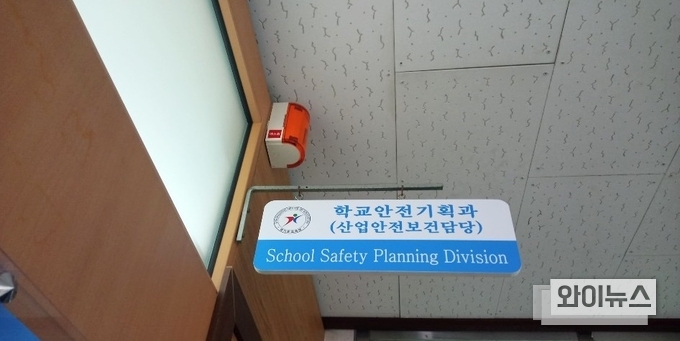 학교안전기획과
(산업안전보건담당)
School Safety Planning Division
와이뉴스